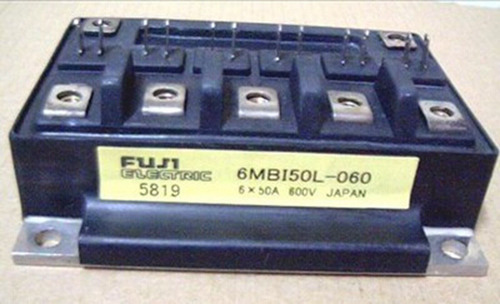 FUJI
ELECTRIC
5819
6MBI50L-060
6×50A 600V JAPAN